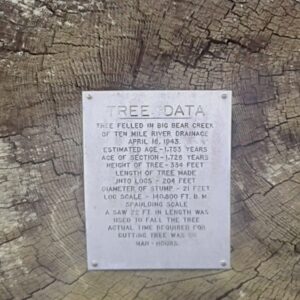 TREE DATA
TREE FELLED IN BIG BEAR CREEK
OF TEN MILE RIVER DRAINAGE
APRIL 16, 1943
ESTIMATED AGE - 1,753 YEARS
AGE OF SECTION - 1,728 YEARS
HEIGHT OF TREE - 334 FEET
LENGTH OF TREE MADE
INTO LOGS - 204 FEET
DIAMETER OF STUMP - 21 FEET
LOG SCALE - 140,800 FT. B. M.
SPAULDING SCALE
A SAW 22 FT. IN LENGTH WAS
USED TO FALL THE TREE
ACTUAL TIME REQUIRED FOR
CUTTING TREE WAS
MAN-HOURS.